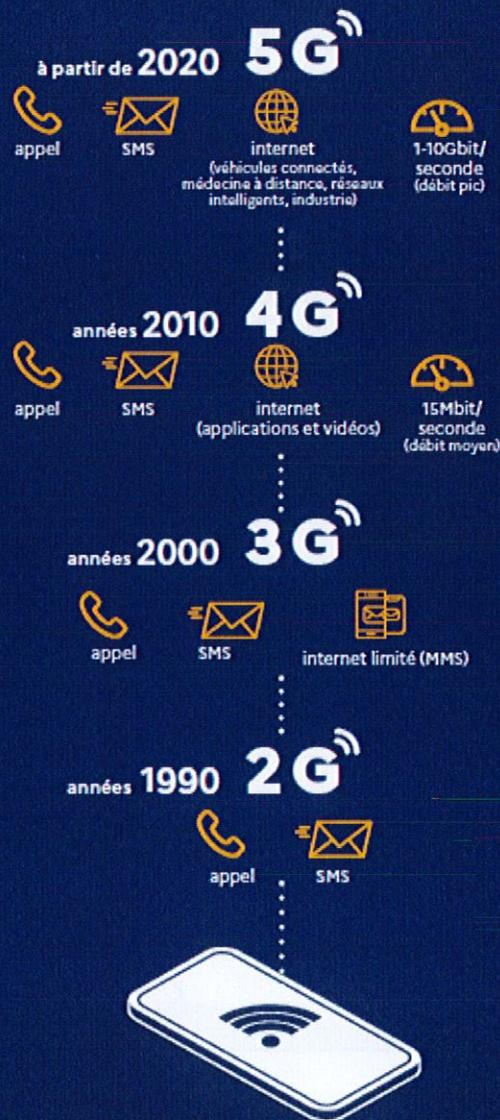 à partir de 2020 5G
appel
SMS
internet
(véhicules connectés,
médecine à distance, réseaux
intelligents, industrie)
1-10Gbit/
seconde
(débit pic)
années 2010 4G
appel
SMS
internet
(applications et vidéos)
15Mbit/
seconde
(débit moyen)
années 2000 3G
appel
SMS
internet limité (MMS)
années 1990 2G
appel
SMS